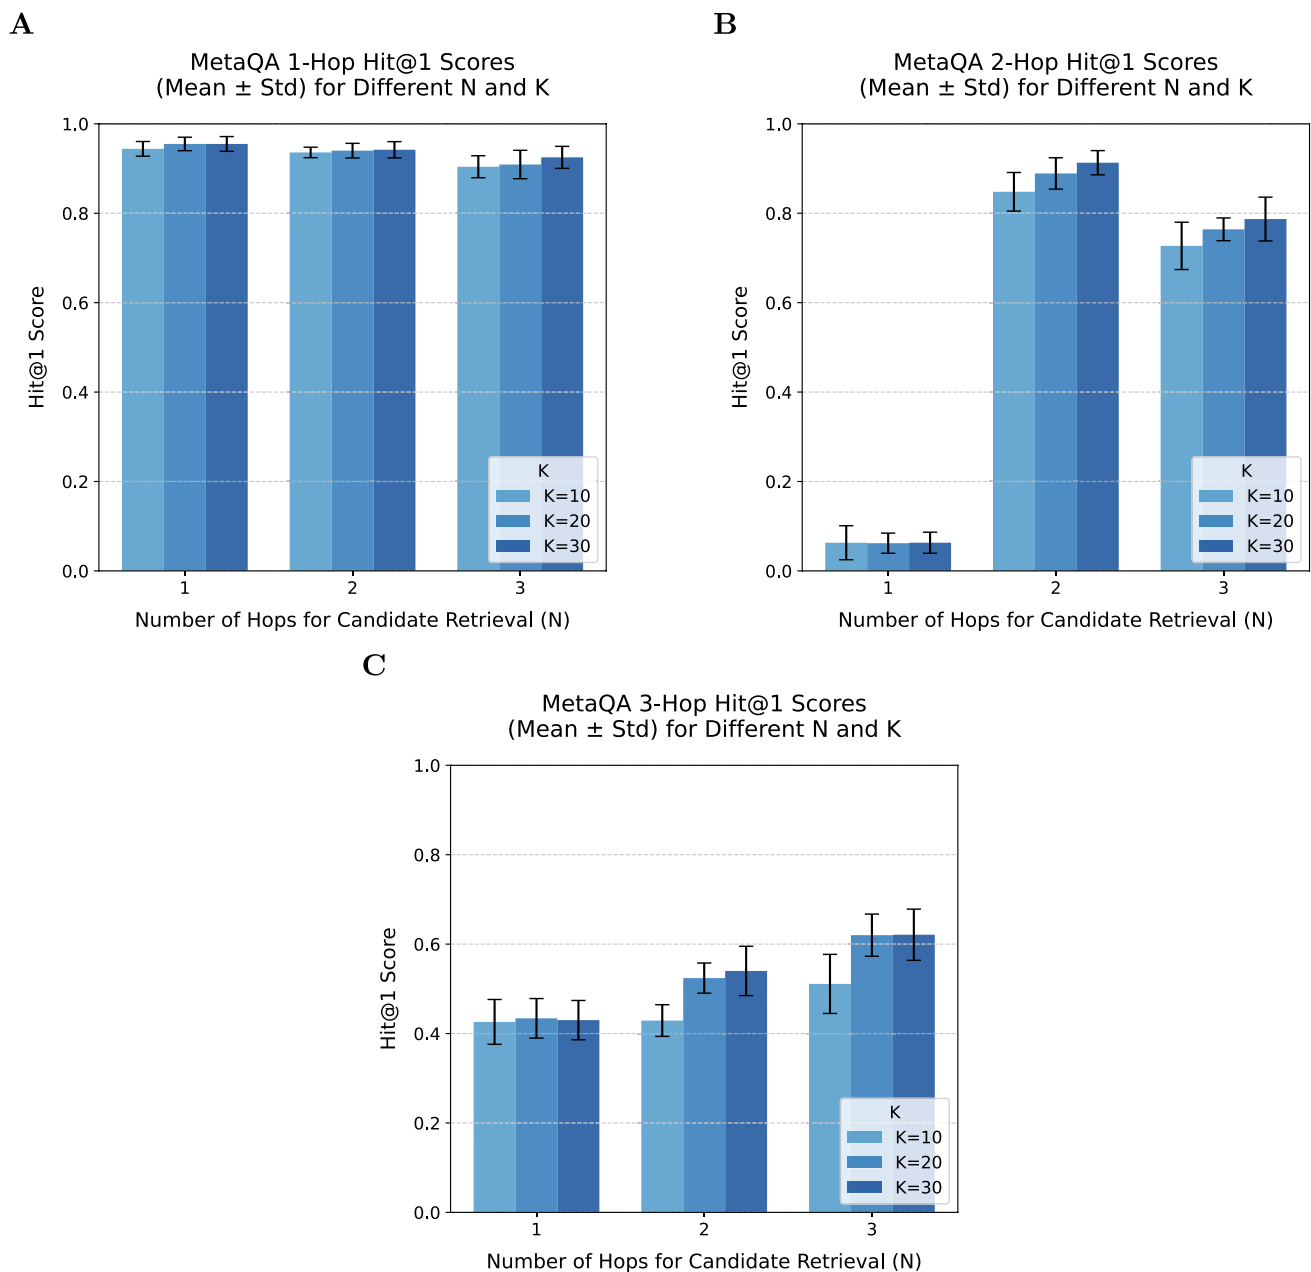 A
MetaQA 1-Hop Hit@1 Scores
(Mean ± Std) for Different N and K
1.0
0.8
0.6
0.4
0.2
0.0
Hit@1 Score
K
K=10
K=20
K=30
1 2 3
Number of Hops for Candidate Retrieval (N)
B
MetaQA 2-Hop Hit@1 Scores
(Mean ± Std) for Different N and K
1.0
0.8
0.6
0.4
0.2
0.0
Hit@1 Score
K
K=10
K=20
K=30
1 2 3
Number of Hops for Candidate Retrieval (N)
C
MetaQA 3-Hop Hit@1 Scores
(Mean ± Std) for Different N and K
1.0
0.8
0.6
0.4
0.2
0.0
Hit@1 Score
K
K=10
K=20
K=30
1 2 3
Number of Hops for Candidate Retrieval (N)